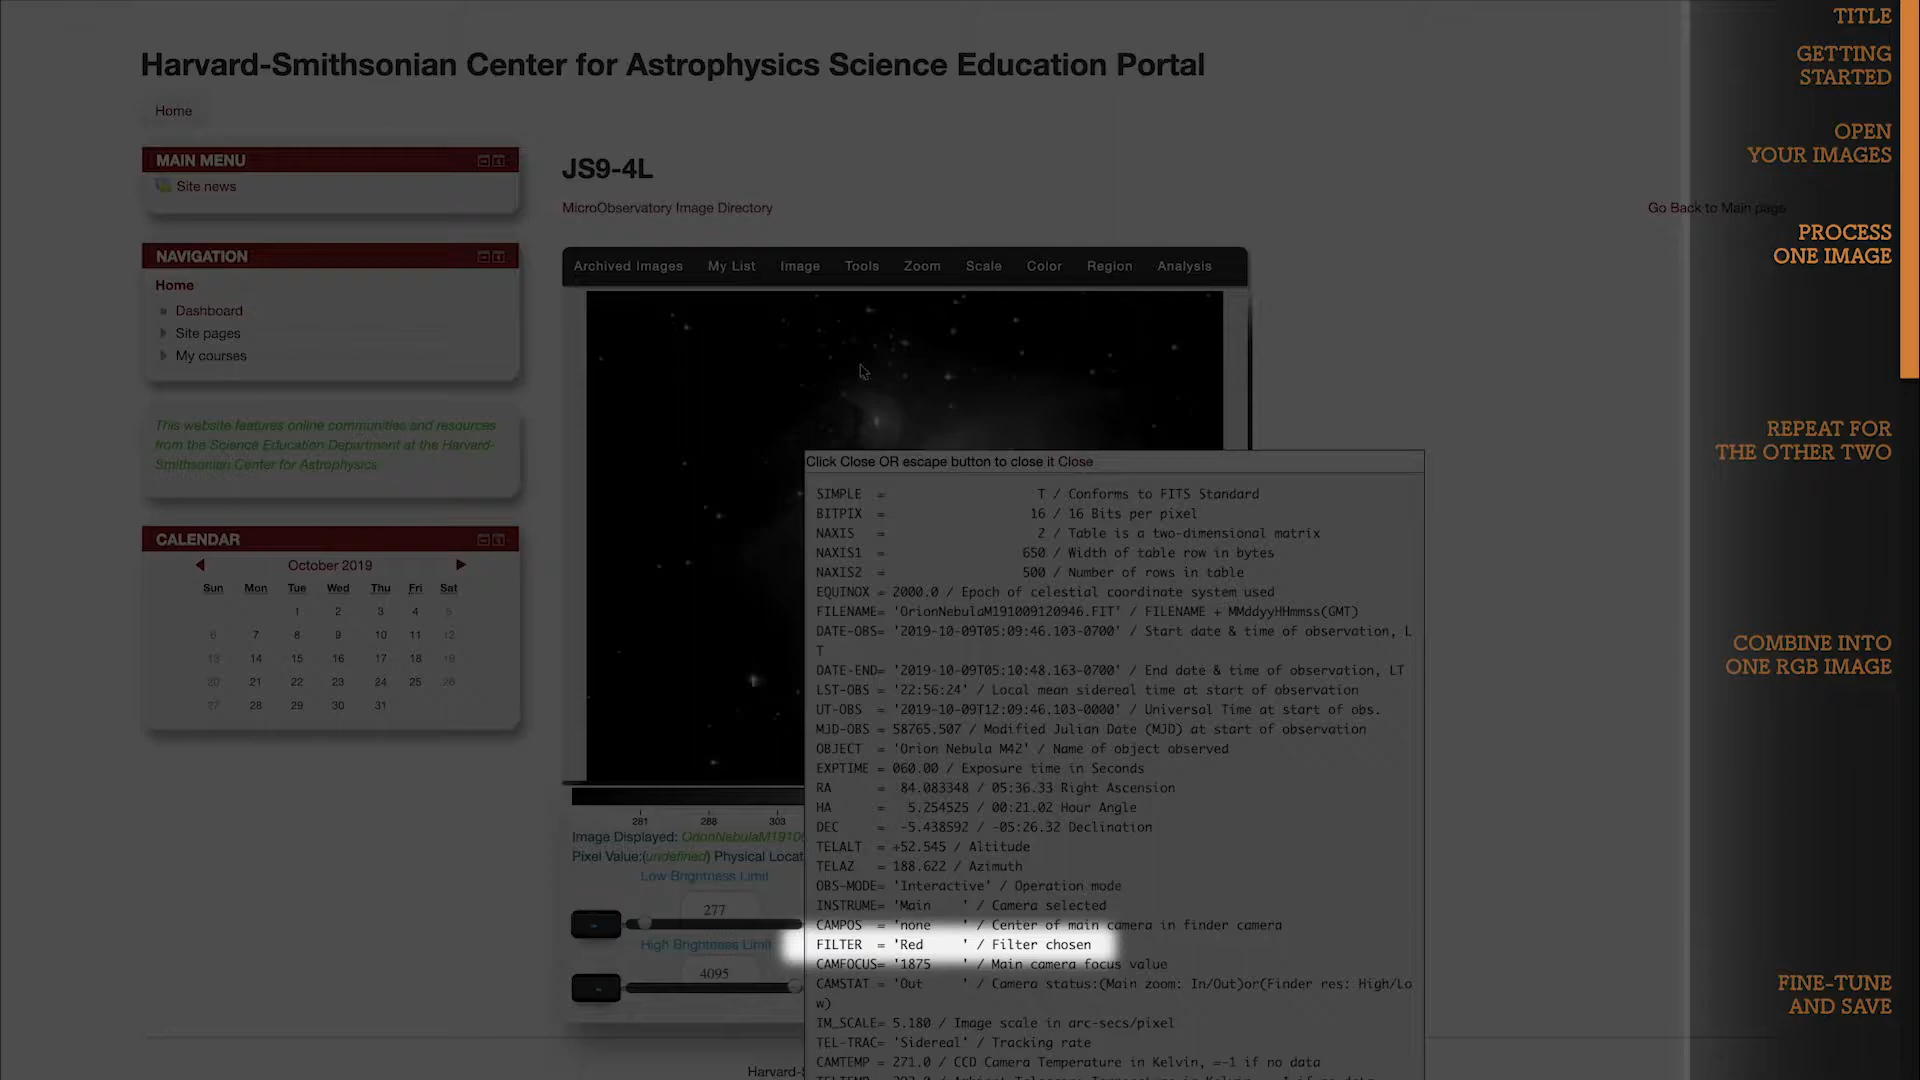 Harvard-Smithsonian Center for Astrophysics Science Education Portal
Home
MAIN MENU
Site news
NAVIGATION
Home
Dashboard
Site pages
My courses
This website features online communities and resources
from the Science Education Department at the Harvard-
Smithsonian Center for Astrophysics
CALENDAR
October 2019
Sun Mon Tue Wed Thu Fri Sat
1 2 3 4 5
6 7 8 9 10 11 12
13 14 15 16 17 18 19
20 21 22 23 24 25 26
27 28 29 30 31
JS9-4L
MicroObservatory Image Directory
Go Back to Main page
Archived Images My List Image Tools Zoom Scale Color Region Analysis
281 288 303
Image Displayed: OrionNebulaM1910
Pixel Value:(undefined) Physical Locat
Low Brightness Limit
277
High Brightness Limit
4095
Click Close OR escape button to close it Close
SIMPLE = T / Conforms to FITS Standard
BITPIX = 16 / 16 Bits per pixel
NAXIS = 2 / Table is a two-dimensional matrix
NAXIS1 = 650 / Width of table row in bytes
NAXIS2 = 500 / Number of rows in table
EQUINOX = 2000.0 / Epoch of celestial coordinate system used
FILENAME= 'OrionNebulaM191009120946.FIT' / FILENAME + MMddyyHHmmss(GMT)
DATE-OBS= '2019-10-09T05:09:46.103-0700' / Start date & time of observation, L
T
DATE-END= '2019-10-09T05:10:48.163-0700' / End date & time of observation, LT
LST-OBS = '22:56:24' / Local mean sidereal time at start of observation
UT-OBS = '2019-10-09T12:09:46.103-0000' / Universal Time at start of obs.
MJD-OBS = 58765.507 / Modified Julian Date (MJD) at start of observation
OBJECT = 'Orion Nebula M42' / Name of object observed
EXPTIME = 060.00 / Exposure time in Seconds
RA = 84.083348 / 05:36.33 Right Ascension
HA = 5.254525 / 00:21.02 Hour Angle
DEC = -5.438592 / -05:26.32 Declination
TELALT = +52.545 / Altitude
TELAZ = 188.622 / Azimuth
OBS-MODE= 'Interactive' / Operation mode
INSTRUME= 'Main ' / Camera selected
CAMPOS = 'none ' / Center of main camera in finder camera
FILTER = 'Red ' / Filter chosen
CAMFOCUS= '1875 ' / Main camera focus value
CAMSTAT = 'Out ' / Camera status:(Main zoom: In/Out)or(Finder res: High/Lo
w)
IM_SCALE= 5.180 / Image scale in arc-secs/pixel
TEL-TRAC= 'Sidereal' / Tracking rate
CAMTEMP = 271.0 / CCD Camera Temperature in Kelvin, =-1 if no data
Harvard-S
TITLE
GETTING
STARTED
OPEN
YOUR IMAGES
PROCESS
ONE IMAGE
REPEAT FOR
THE OTHER TWO
COMBINE INTO
ONE RGB IMAGE
FINE-TUNE
AND SAVE